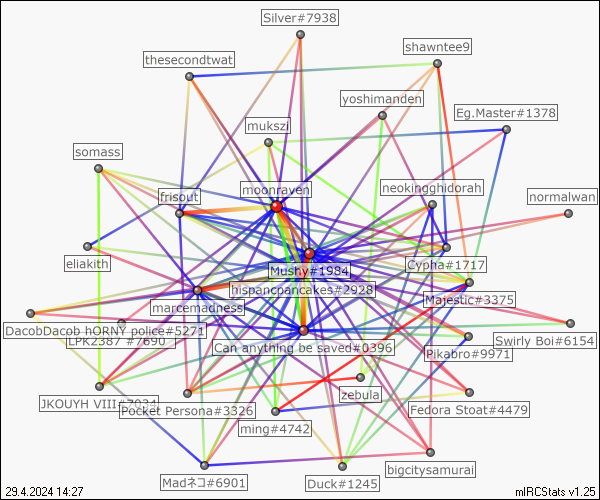 Silver#7938
shawntee9
thesecondtwat
yoshimanden
Eg.Master#1378
mukszi
somass
moonraven
neokingghidorah
frisout
normalwan
eliakith
Mushy#1984
Cypha#1717
hispancpancakes#2928
Majestic#3375
marcemadness
DacobDacob hORNY police#5271
LPK2387 #7690
Swirly Boi#6154
Can anything be saved#0396
Pikabro#9971
zebula
JKOUYH VIII#7034
Pocket Persona#3326
Fedora Stoat#4479
ming#4742
bigcitysamurai
Madネコ#6901
Duck#1245
29.4.2024 14:27
mIRCStats v1.25